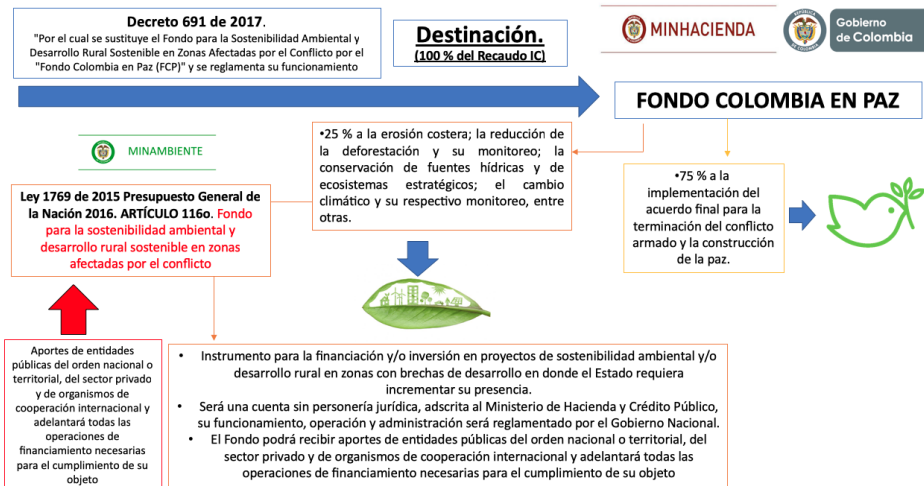 Decreto 691 de 2017.
"Por el cual se sustituye el Fondo para la Sostenibilidad Ambiental y
Desarrollo Rural Sostenible en Zonas Afectadas por el Conflicto por el
"Fondo Colombia en Paz (FCP)" y se reglamenta su funcionamiento
Destinación.
(100 % del Recaudo IC)
MINHACIENDA
Gobierno
de Colombia
FONDO COLOMBIA EN PAZ
MINAMBIENTE
•25 % a la erosión costera; la reducción de
la deforestación y su monitoreo; la
conservación de fuentes hídricas y de
ecosistemas estratégicos; el cambio
climático y su respectivo monitoreo, entre
otras.
•75 % a la
implementación del
acuerdo final para la
terminación del conflicto
armado y la construcción
de la paz.
Ley 1769 de 2015 Presupuesto General de
la Nación 2016. ARTÍCULO 116o. Fondo
para la sostenibilidad ambiental y
desarrollo rural sostenible en zonas
afectadas por el conflicto
Aportes de entidades
públicas del orden nacional o
territorial, del sector privado
y de organismos de
cooperación internacional y
adelantará todas las
operaciones de
financiamiento necesarias
para el cumplimiento de su
objeto
• Instrumento para la financiación y/o inversión en proyectos de sostenibilidad ambiental y/o
desarrollo rural en zonas con brechas de desarrollo en donde el Estado requiera
incrementar su presencia.
• Será una cuenta sin personería jurídica, adscrita al Ministerio de Hacienda y Crédito Público,
su funcionamiento, operación y administración será reglamentado por el Gobierno Nacional.
• El Fondo podrá recibir aportes de entidades públicas del orden nacional o territorial, del
sector privado y de organismos de cooperación internacional y adelantará todas las
operaciones de financiamiento necesarias para el cumplimiento de su objeto